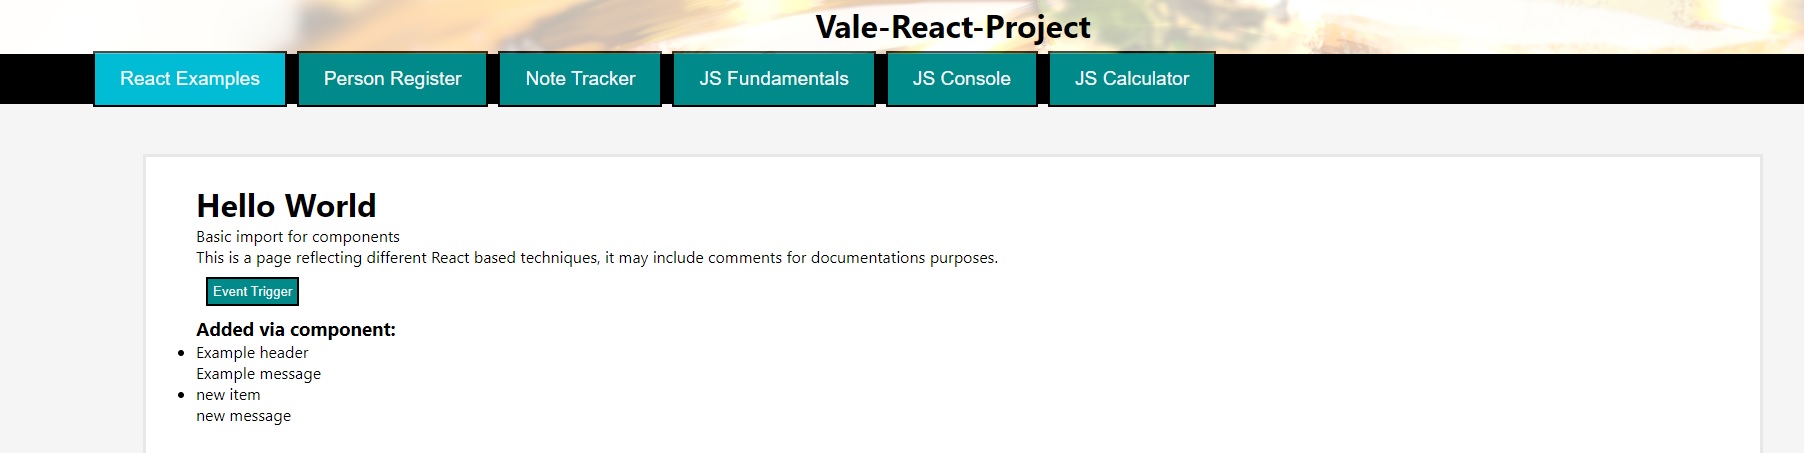 Vale-React-Project
React Examples
Person Register
Note Tracker
JS Fundamentals
JS Console
JS Calculator
Hello World
Basic import for components
This is a page reflecting different React based techniques, it may include comments for documentations purposes.
Event Trigger
Added via component:
Example header
Example message
new item
new message